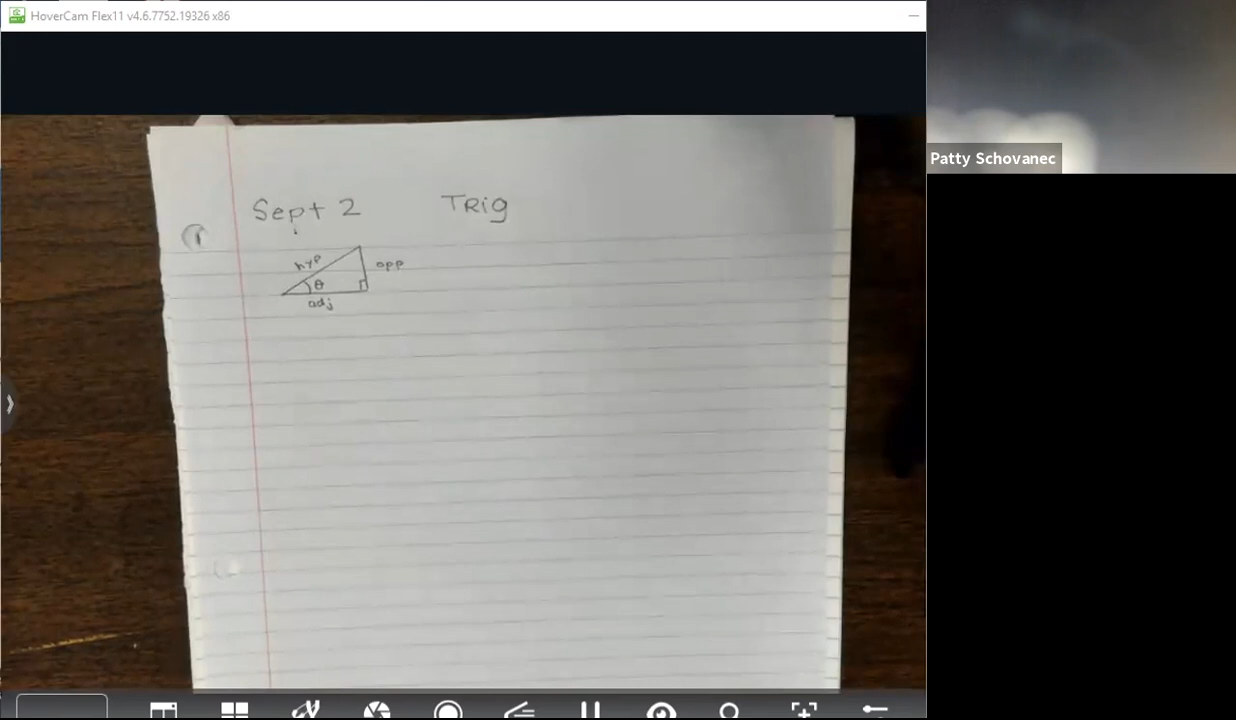 HoverCam Flex11 v4.6.7752.19326 x86
Patty Schovanec
Sept 2 TRig
hyp
opp
θ
adj